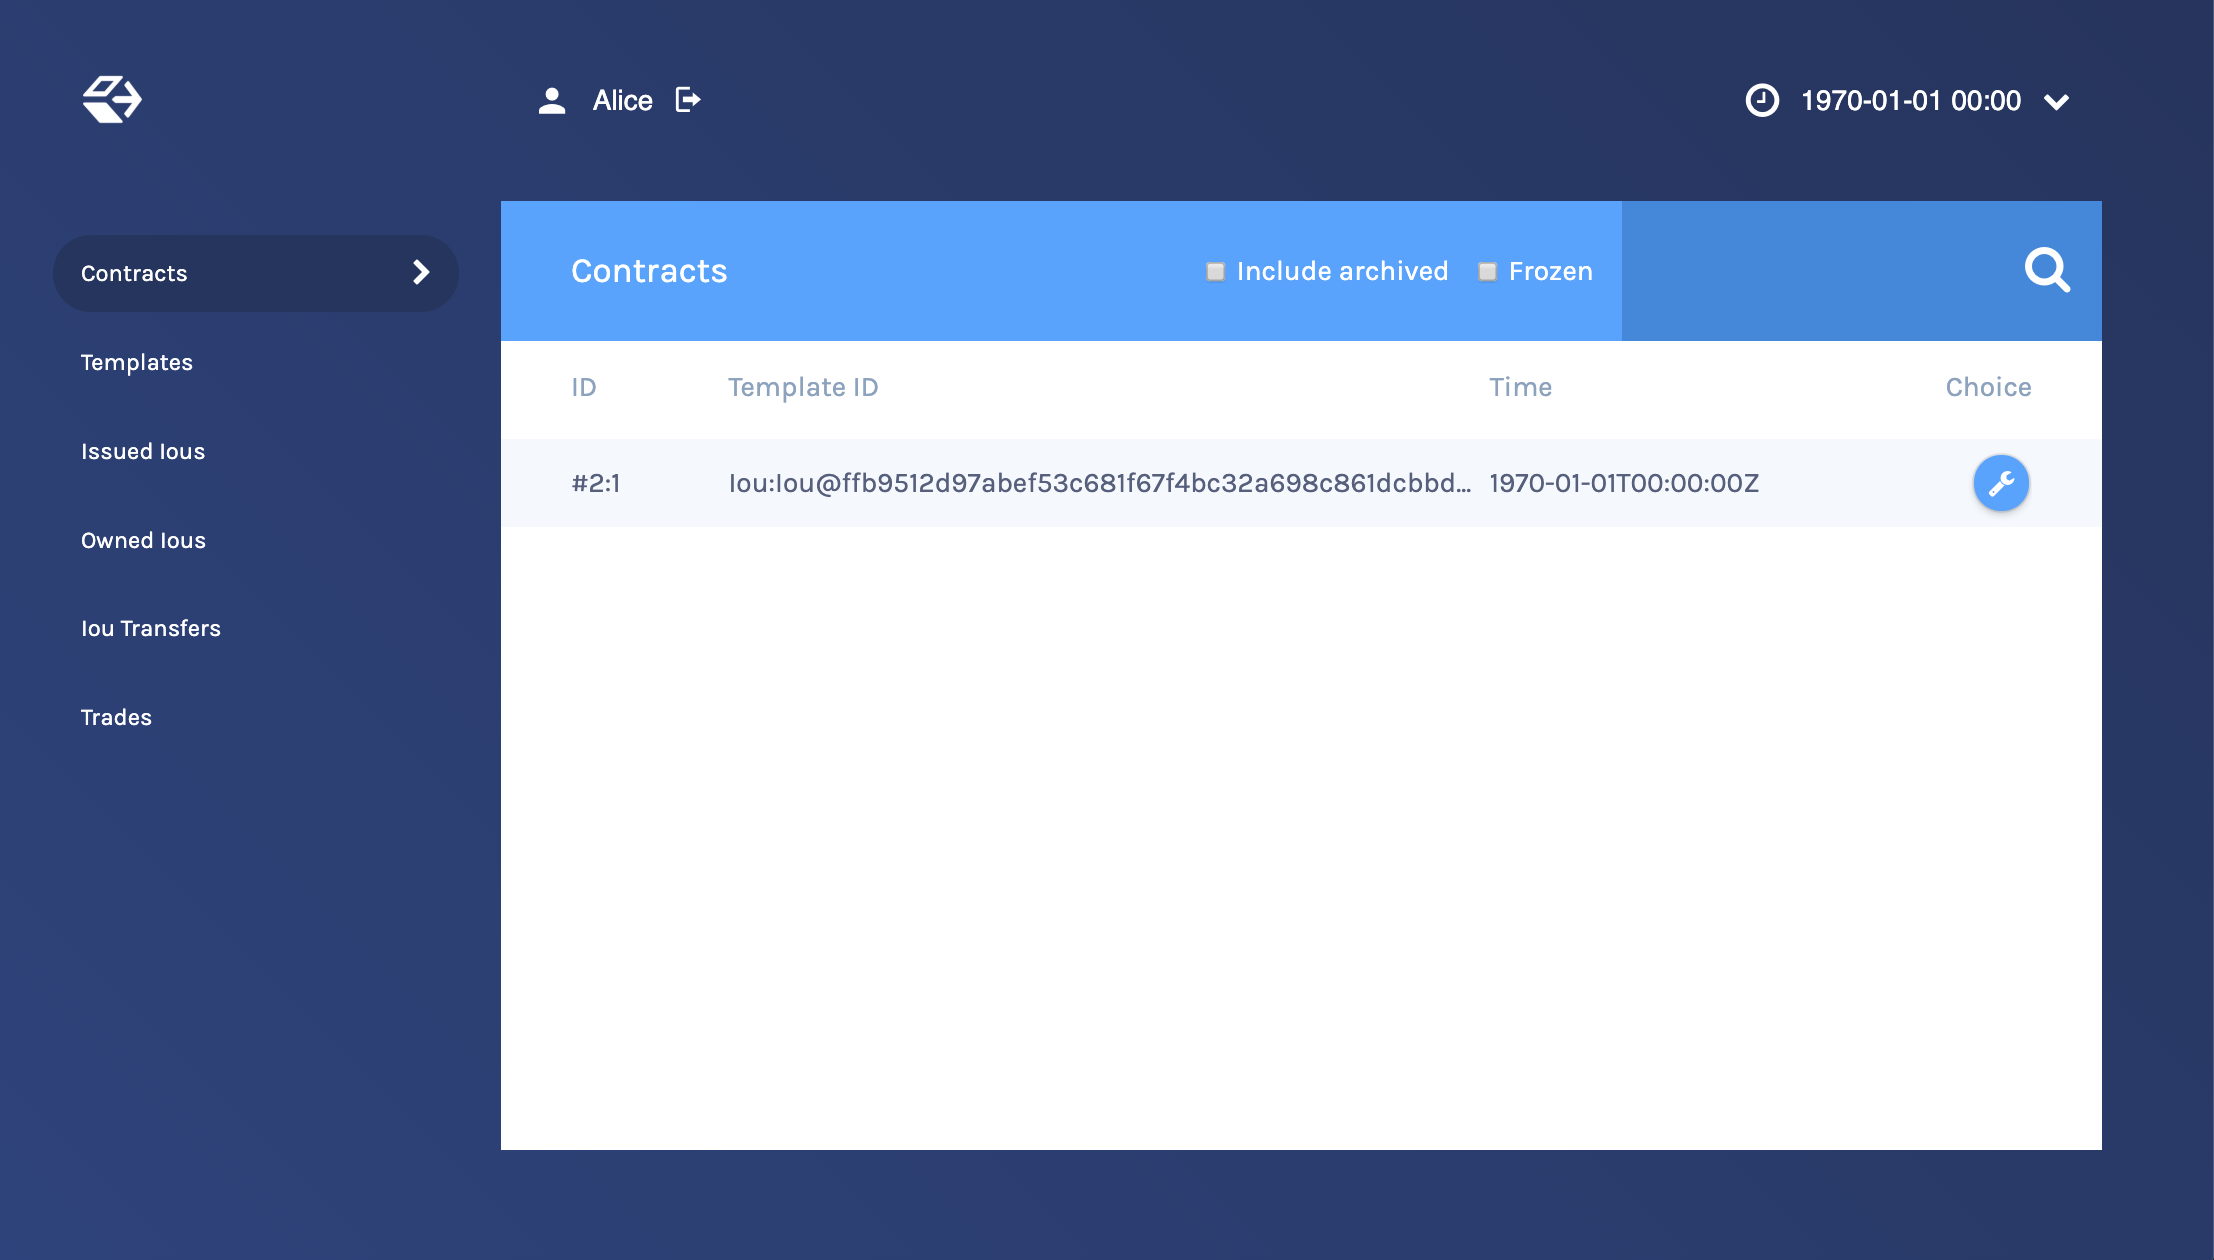 Alice
1970-01-01 00:00
Contracts
Templates
Issued Ious
Owned Ious
Iou Transfers
Trades
Contracts
Include archived
Frozen
ID Template ID Time Choice
#2:1 Iou:Iou@ffb9512d97abef53c681f67f4bc32a698c861dcbbd... 1970-01-01T00:00:00Z